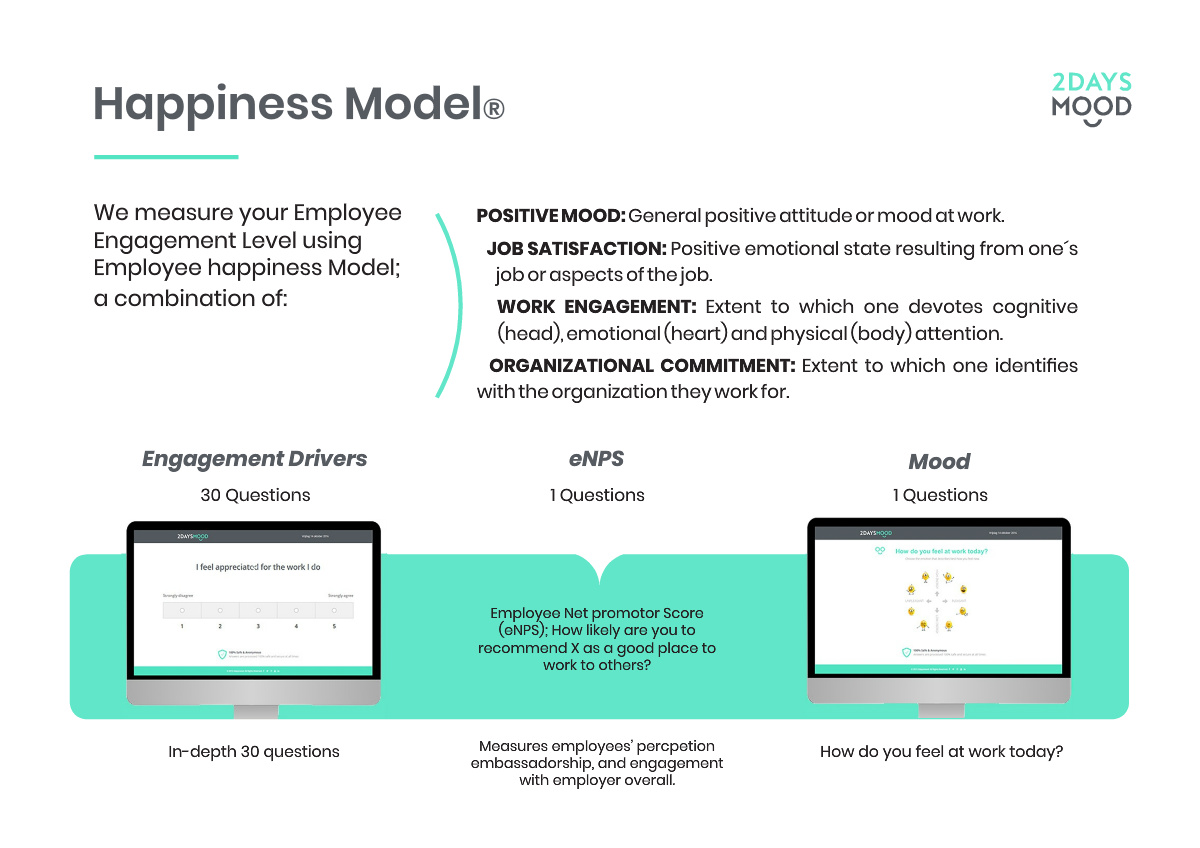 Happiness Model®
2DAYS
MOOD
We measure your Employee
Engagement Level using
Employee happiness Model;
a combination of:
POSITIVE MOOD: General positive attitude or mood at work.
JOB SATISFACTION: Positive emotional state resulting from one´s
job or aspects of the job.
WORK ENGAGEMENT: Extent to which one devotes cognitive
(head), emotional (heart) and physical (body) attention.
ORGANIZATIONAL COMMITMENT: Extent to which one identifies
with the organization they work for.
Engagement Drivers
30 Questions
eNPS
1 Questions
Mood
1 Questions
2DAYSMOOD
I feel appreciated for the work I do
Strongly disagree
Strongly agree
1 2 3 4 5
100% Safe & Anonymous
Employee Net promotor Score
(eNPS); How likely are you to
recommend X as a good place to
work to others?
2DAYSMOOD
How do you feel at work today?
100% Safe & Anonymous
In-depth 30 questions
Measures employees’ percpetion
embassadorship, and engagement
with employer overall.
How do you feel at work today?